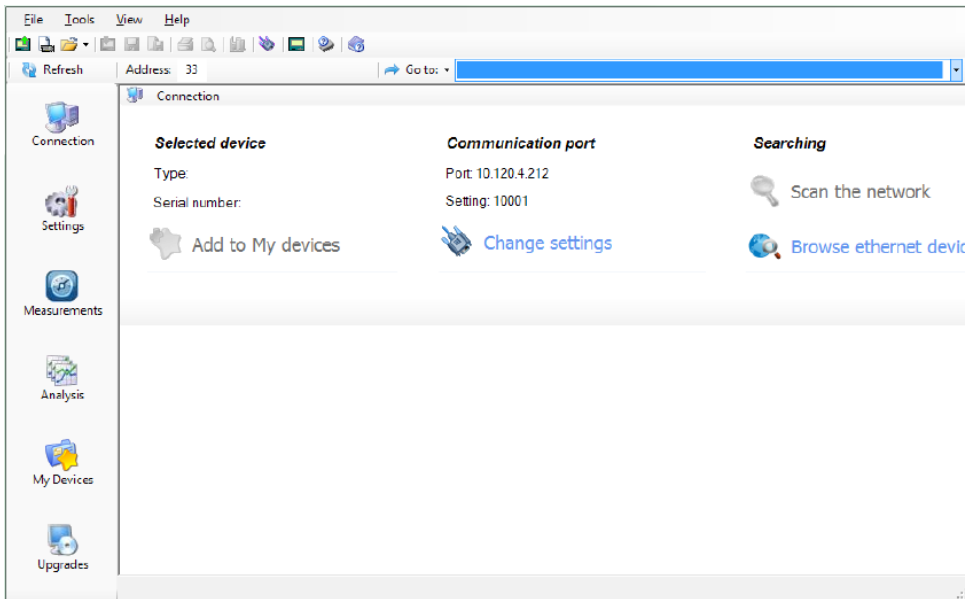 File Tools View Help
Refresh Address: 33 Go to:
Connection
Connection
Settings
Measurements
Analysis
My Devices
Upgrades
Selected device
Type:
Serial number:
Add to My devices
Communication port
Port: 10.120.4.212
Setting: 10001
Change settings
Searching
Scan the network
Browse ethernet devic